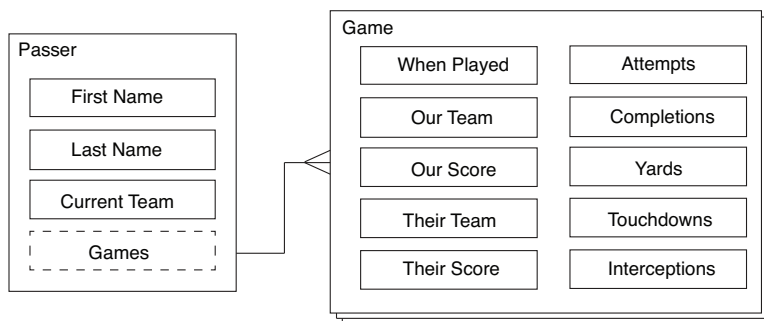 Passer
First Name
Last Name
Current Team
Games
Game
When Played
Our Team
Our Score
Their Team
Their Score
Attempts
Completions
Yards
Touchdowns
Interceptions